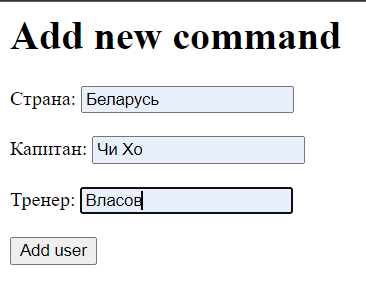 Add new command
Страна: Беларусь
Капитан: Чи Хо
Тренер: Власов
Add user